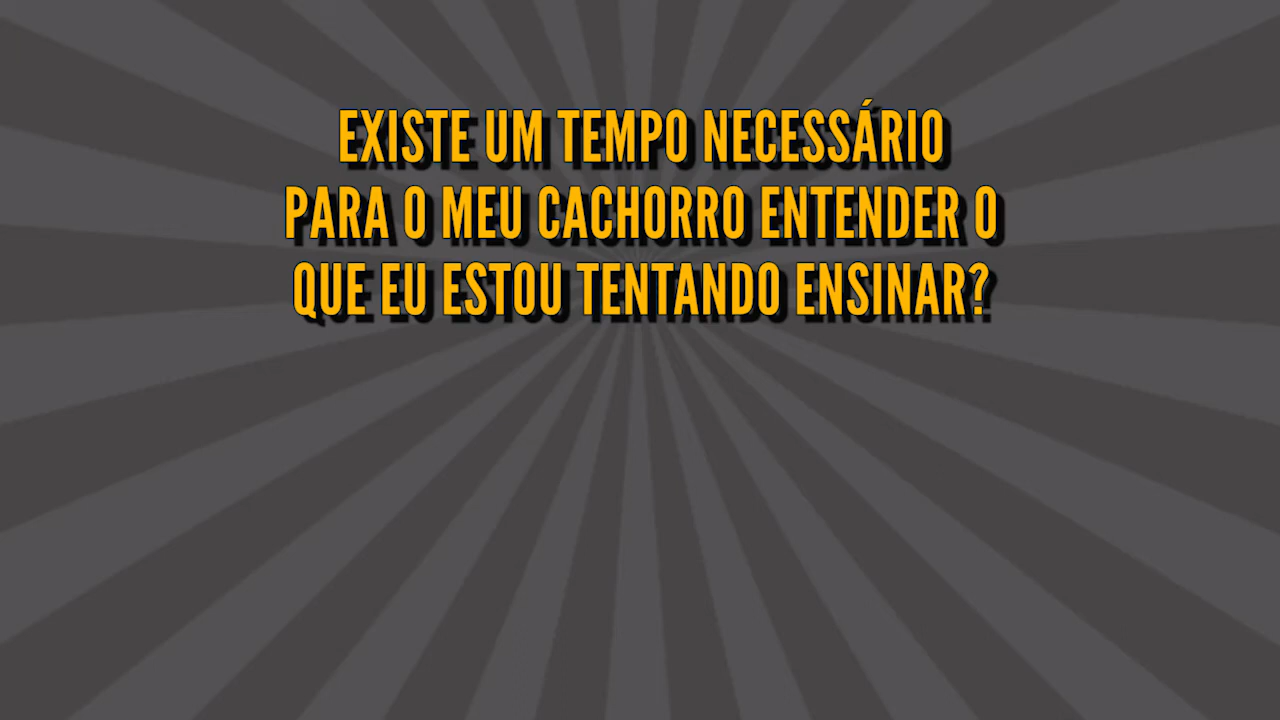 EXISTE UM TEMPO NECESSÁRIO
PARA O MEU CACHORRO ENTENDER O
QUE EU ESTOU TENTANDO ENSINAR?